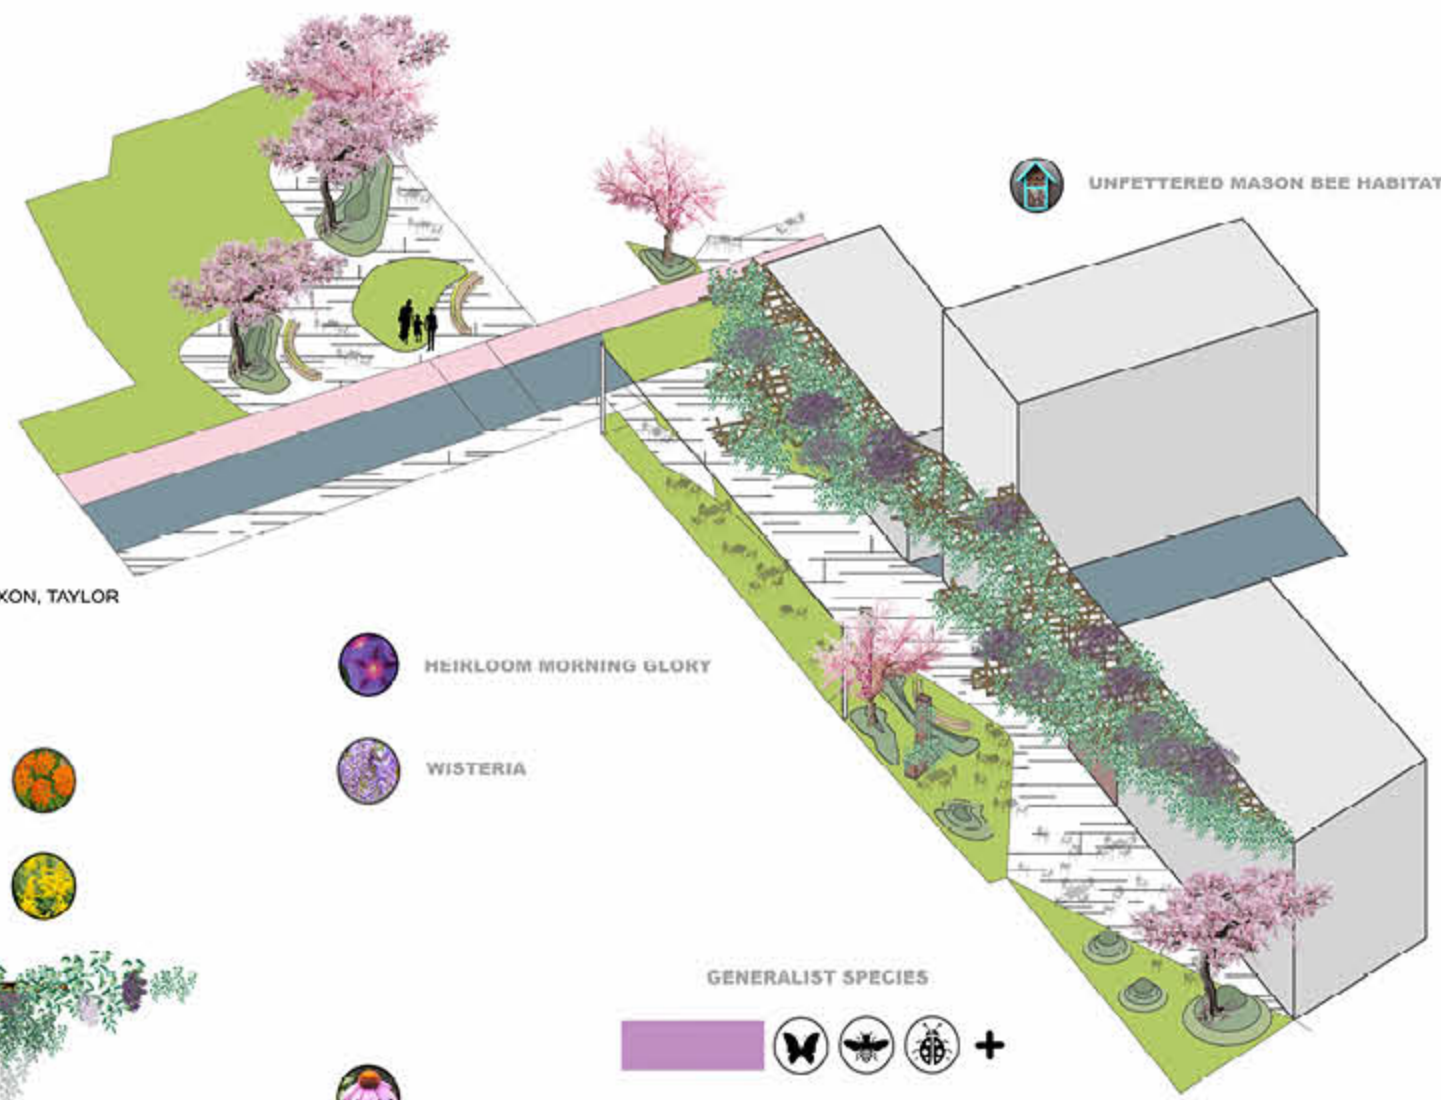 UNFETTERED MASON BEE HABITAT
XON, TAYLOR
HEIRLOOM MORNING GLORY
WISTERIA
GENERALIST SPECIES
+